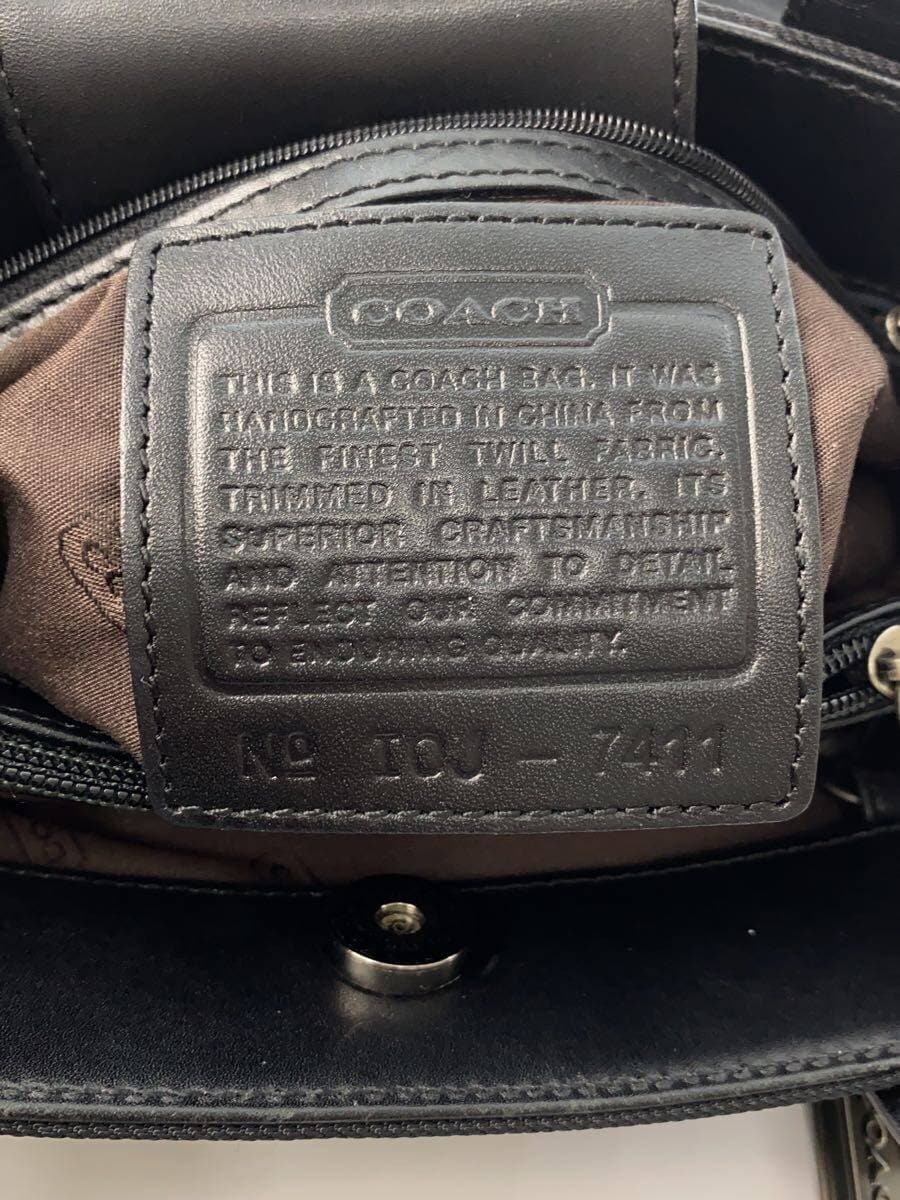 COACH
THIS IS A COACH BAG. IT WAS
HANDCRAFTED IN CHINA FROM
THE FINEST TWILL FABRIC.
TRIMMED IN LEATHER. ITS
SUPERIOR CRAFTSMANSHIP
AND ATTENTION TO DETAIL
REFLECT OUR COMMITMENT
TO ENDURING QUALITY.
Nº IOJ - 7411